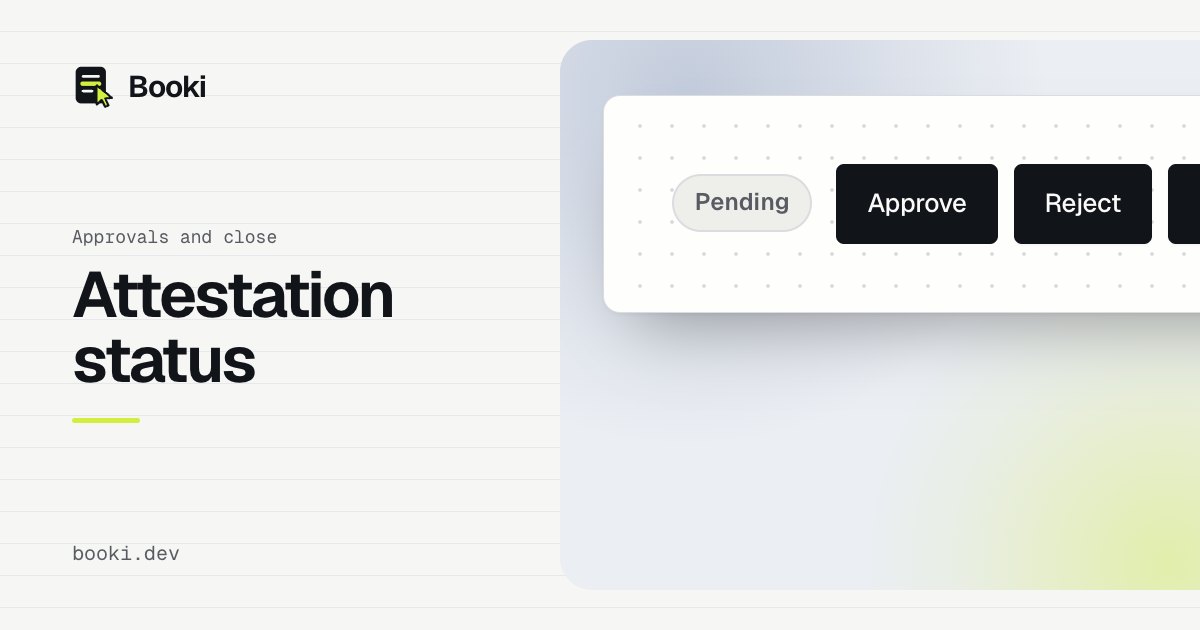 Booki
Approvals and close
Attestation
status
booki.dev
Pending
Approve
Reject